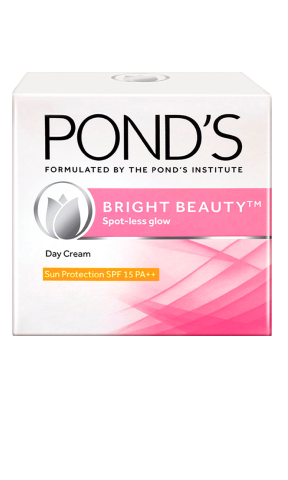 POND'S
FORMULATED BY THE POND'S INSTITUTE
BRIGHT BEAUTY™
Spot-less glow
Day Cream
Sun Protection SPF 15 PA++